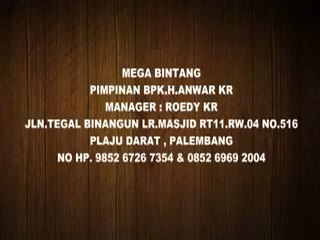 MEGA BINTANG
PIMPINAN BPK.H.ANWAR KR
MANAGER : ROEDY KR
JLN.TEGAL BINANGUN LR.MASJID RT11.RW.04 NO.516
PLAJU DARAT , PALEMBANG
NO HP. 9852 6726 7354 & 0852 6969 2004